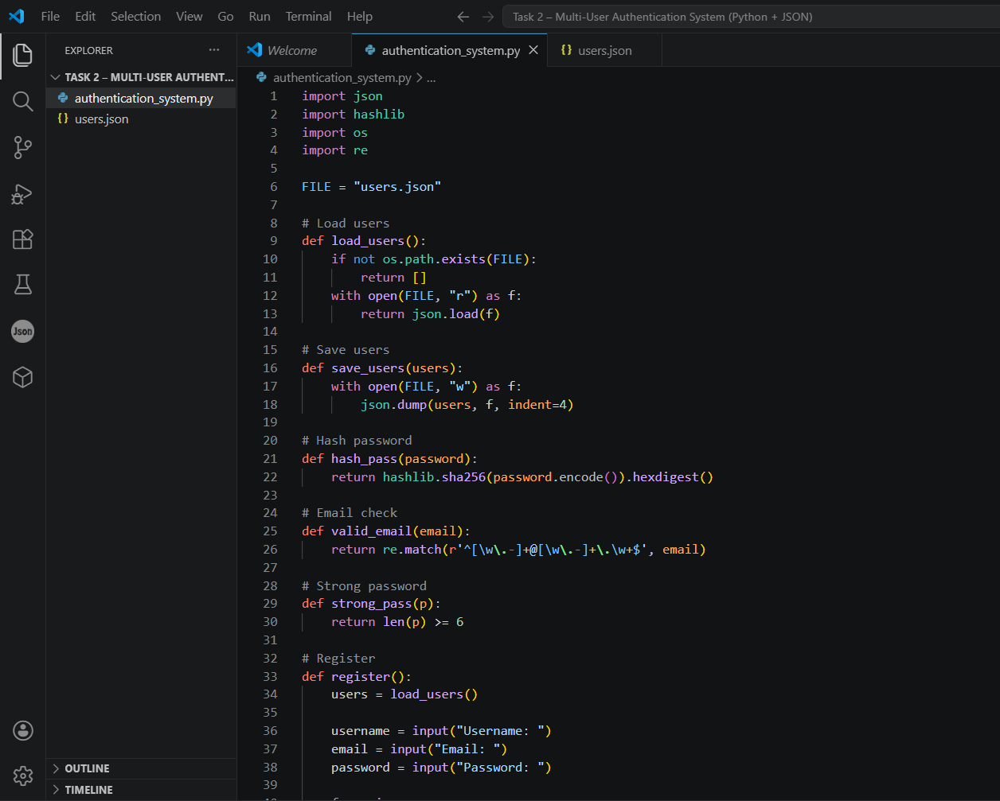 File Edit Selection View Go Run Terminal Help
Task 2 – Multi-User Authentication System (Python + JSON)
EXPLORER
TASK 2 – MULTI-USER AUTHENT...
authentication_system.py
users.json
Json
OUTLINE
TIMELINE
Welcome
authentication_system.py
users.json
authentication_system.py > ...
1 import json
2 import hashlib
3 import os
4 import re
5
6 FILE = "users.json"
7
8 # Load users
9 def load_users():
10     if not os.path.exists(FILE):
11         return []
12     with open(FILE, "r") as f:
13         return json.load(f)
14
15 # Save users
16 def save_users(users):
17     with open(FILE, "w") as f:
18         json.dump(users, f, indent=4)
19
20 # Hash password
21 def hash_pass(password):
22     return hashlib.sha256(password.encode()).hexdigest()
23
24 # Email check
25 def valid_email(email):
26     return re.match(r'^[\w\.-]+@[\w\.-]+\.\w+$', email)
27
28 # Strong password
29 def strong_pass(p):
30     return len(p) >= 6
31
32 # Register
33 def register():
34     users = load_users()
35
36     username = input("Username: ")
37     email = input("Email: ")
38     password = input("Password: ")
39